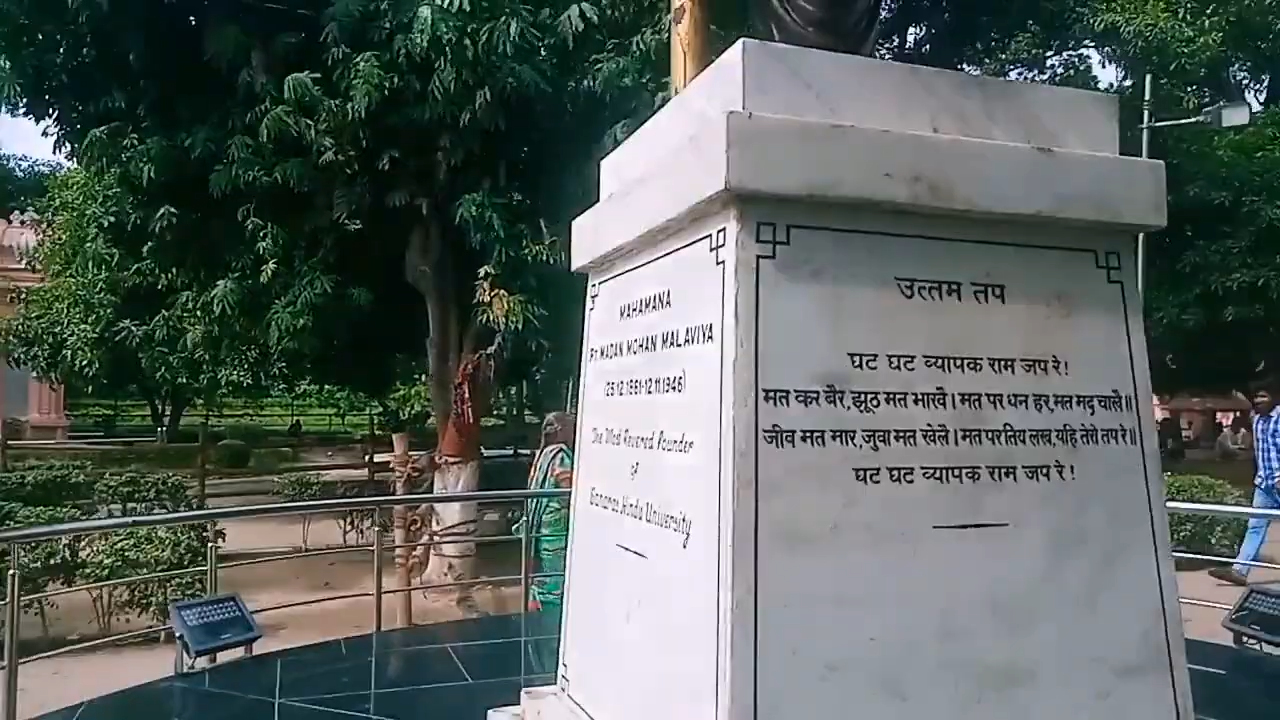 MAHAMANA
PT. MADAN MOHAN MALAVIYA
(25.12.1861-12.11.1946)
The Most Revered Founder
of
Banaras Hindu University
उत्तम तप
घट घट व्यापक राम जप रे!
मत कर बैर, झूठ मत भाखै। मत पर धन हर, मत मद चाखै॥
जीव मत मार, जुवा मत खेलै। मत पर तिय लख, यहि तेरो तप रे॥
घट घट व्यापक राम जप रे!